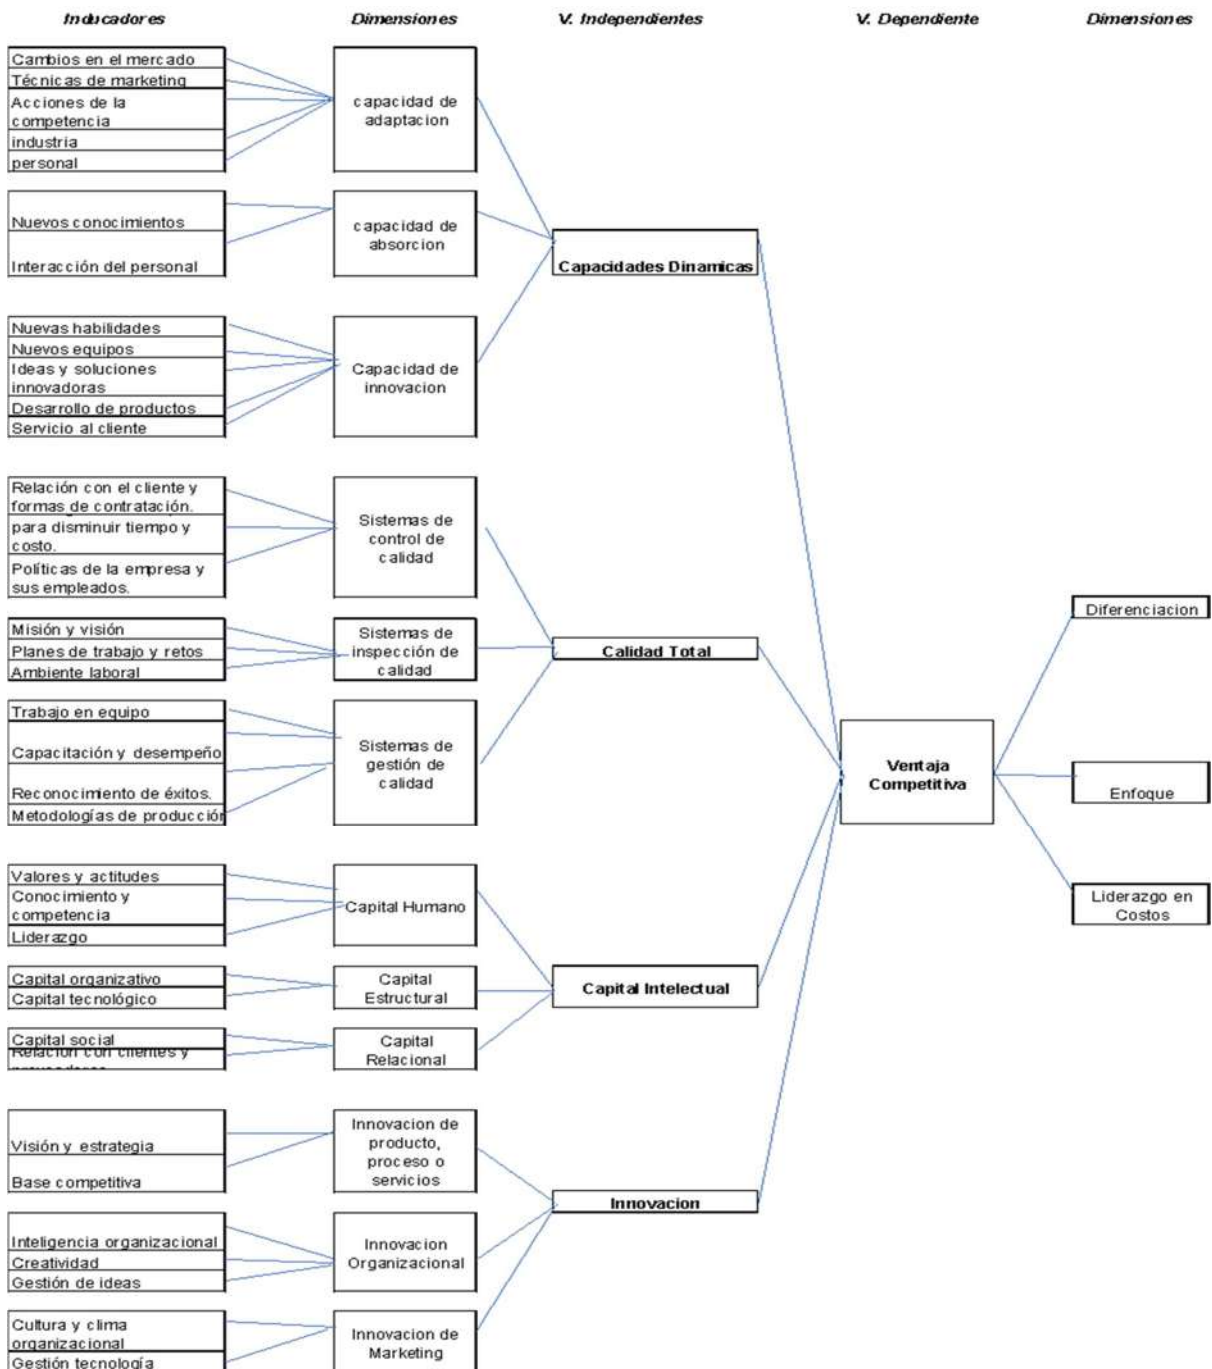 Inducadores
Dimensiones
V. Independientes
V. Dependiente
Dimensiones
Cambios en el mercado
Técnicas de marketing
Acciones de la
competencia
industria
personal
capacidad de
adaptacion
Nuevos conocimientos
Interacción del personal
capacidad de
absorcion
Nuevas habilidades
Nuevos equipos
Ideas y soluciones
innovadoras
Desarrollo de productos
Servicio al cliente
Capacidad de
innovacion
Capacidades Dinamicas
Relación con el cliente y
formas de contratación.
para disminuir tiempo y
costo.
Políticas de la empresa y
sus empleados.
Sistemas de
control de
calidad
Misión y visión
Planes de trabajo y retos
Ambiente laboral
Sistemas de
inspección de
calidad
Trabajo en equipo
Capacitación y desempeño
Reconocimiento de éxitos.
Metodologías de producción
Sistemas de
gestión de
calidad
Calidad Total
Valores y actitudes
Conocimiento y
competencia
Liderazgo
Capital Humano
Capital organizativo
Capital tecnológico
Capital
Estructural
Capital social
Relación con clientes y
Capital
Relacional
Capital Intelectual
Visión y estrategia
Base competitiva
Innovacion de
producto,
proceso o
servicios
Inteligencia organizacional
Creatividad
Gestión de ideas
Innovacion
Organizacional
Cultura y clima
organizacional
Gestión tecnología
Innovacion de
Marketing
Innovacion
Ventaja
Competitiva
Diferenciacion
Enfoque
Liderazgo en
Costos